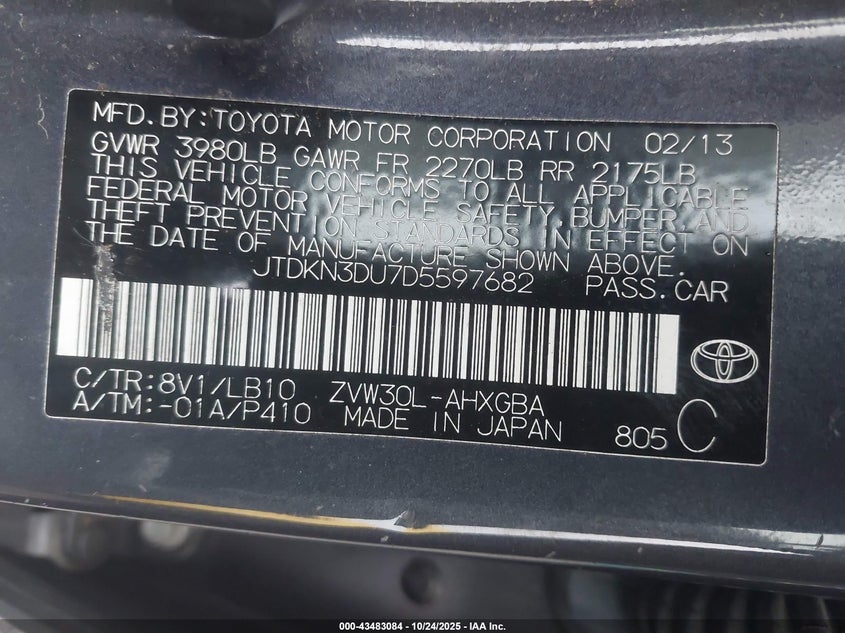 MFD. BY: TOYOTA MOTOR CORPORATION 02/13
GVWR 3980LB GAWR FR 2270LB RR 2175LB
THIS VEHICLE CONFORMS TO ALL APPLICABLE
FEDERAL MOTOR VEHICLE SAFETY, BUMPER, AND
THEFT PREVENTION STANDARDS IN EFFECT ON
THE DATE OF MANUFACTURE SHOWN ABOVE.
JTDKN3DU7D5597682 PASS. CAR
C/TR: 8V1/LB10 ZVW30L-AHXGBA
A/TM: -01A/P410 MADE IN JAPAN 805 C
000-43483084 - 10/24/2025 - IAA Inc.